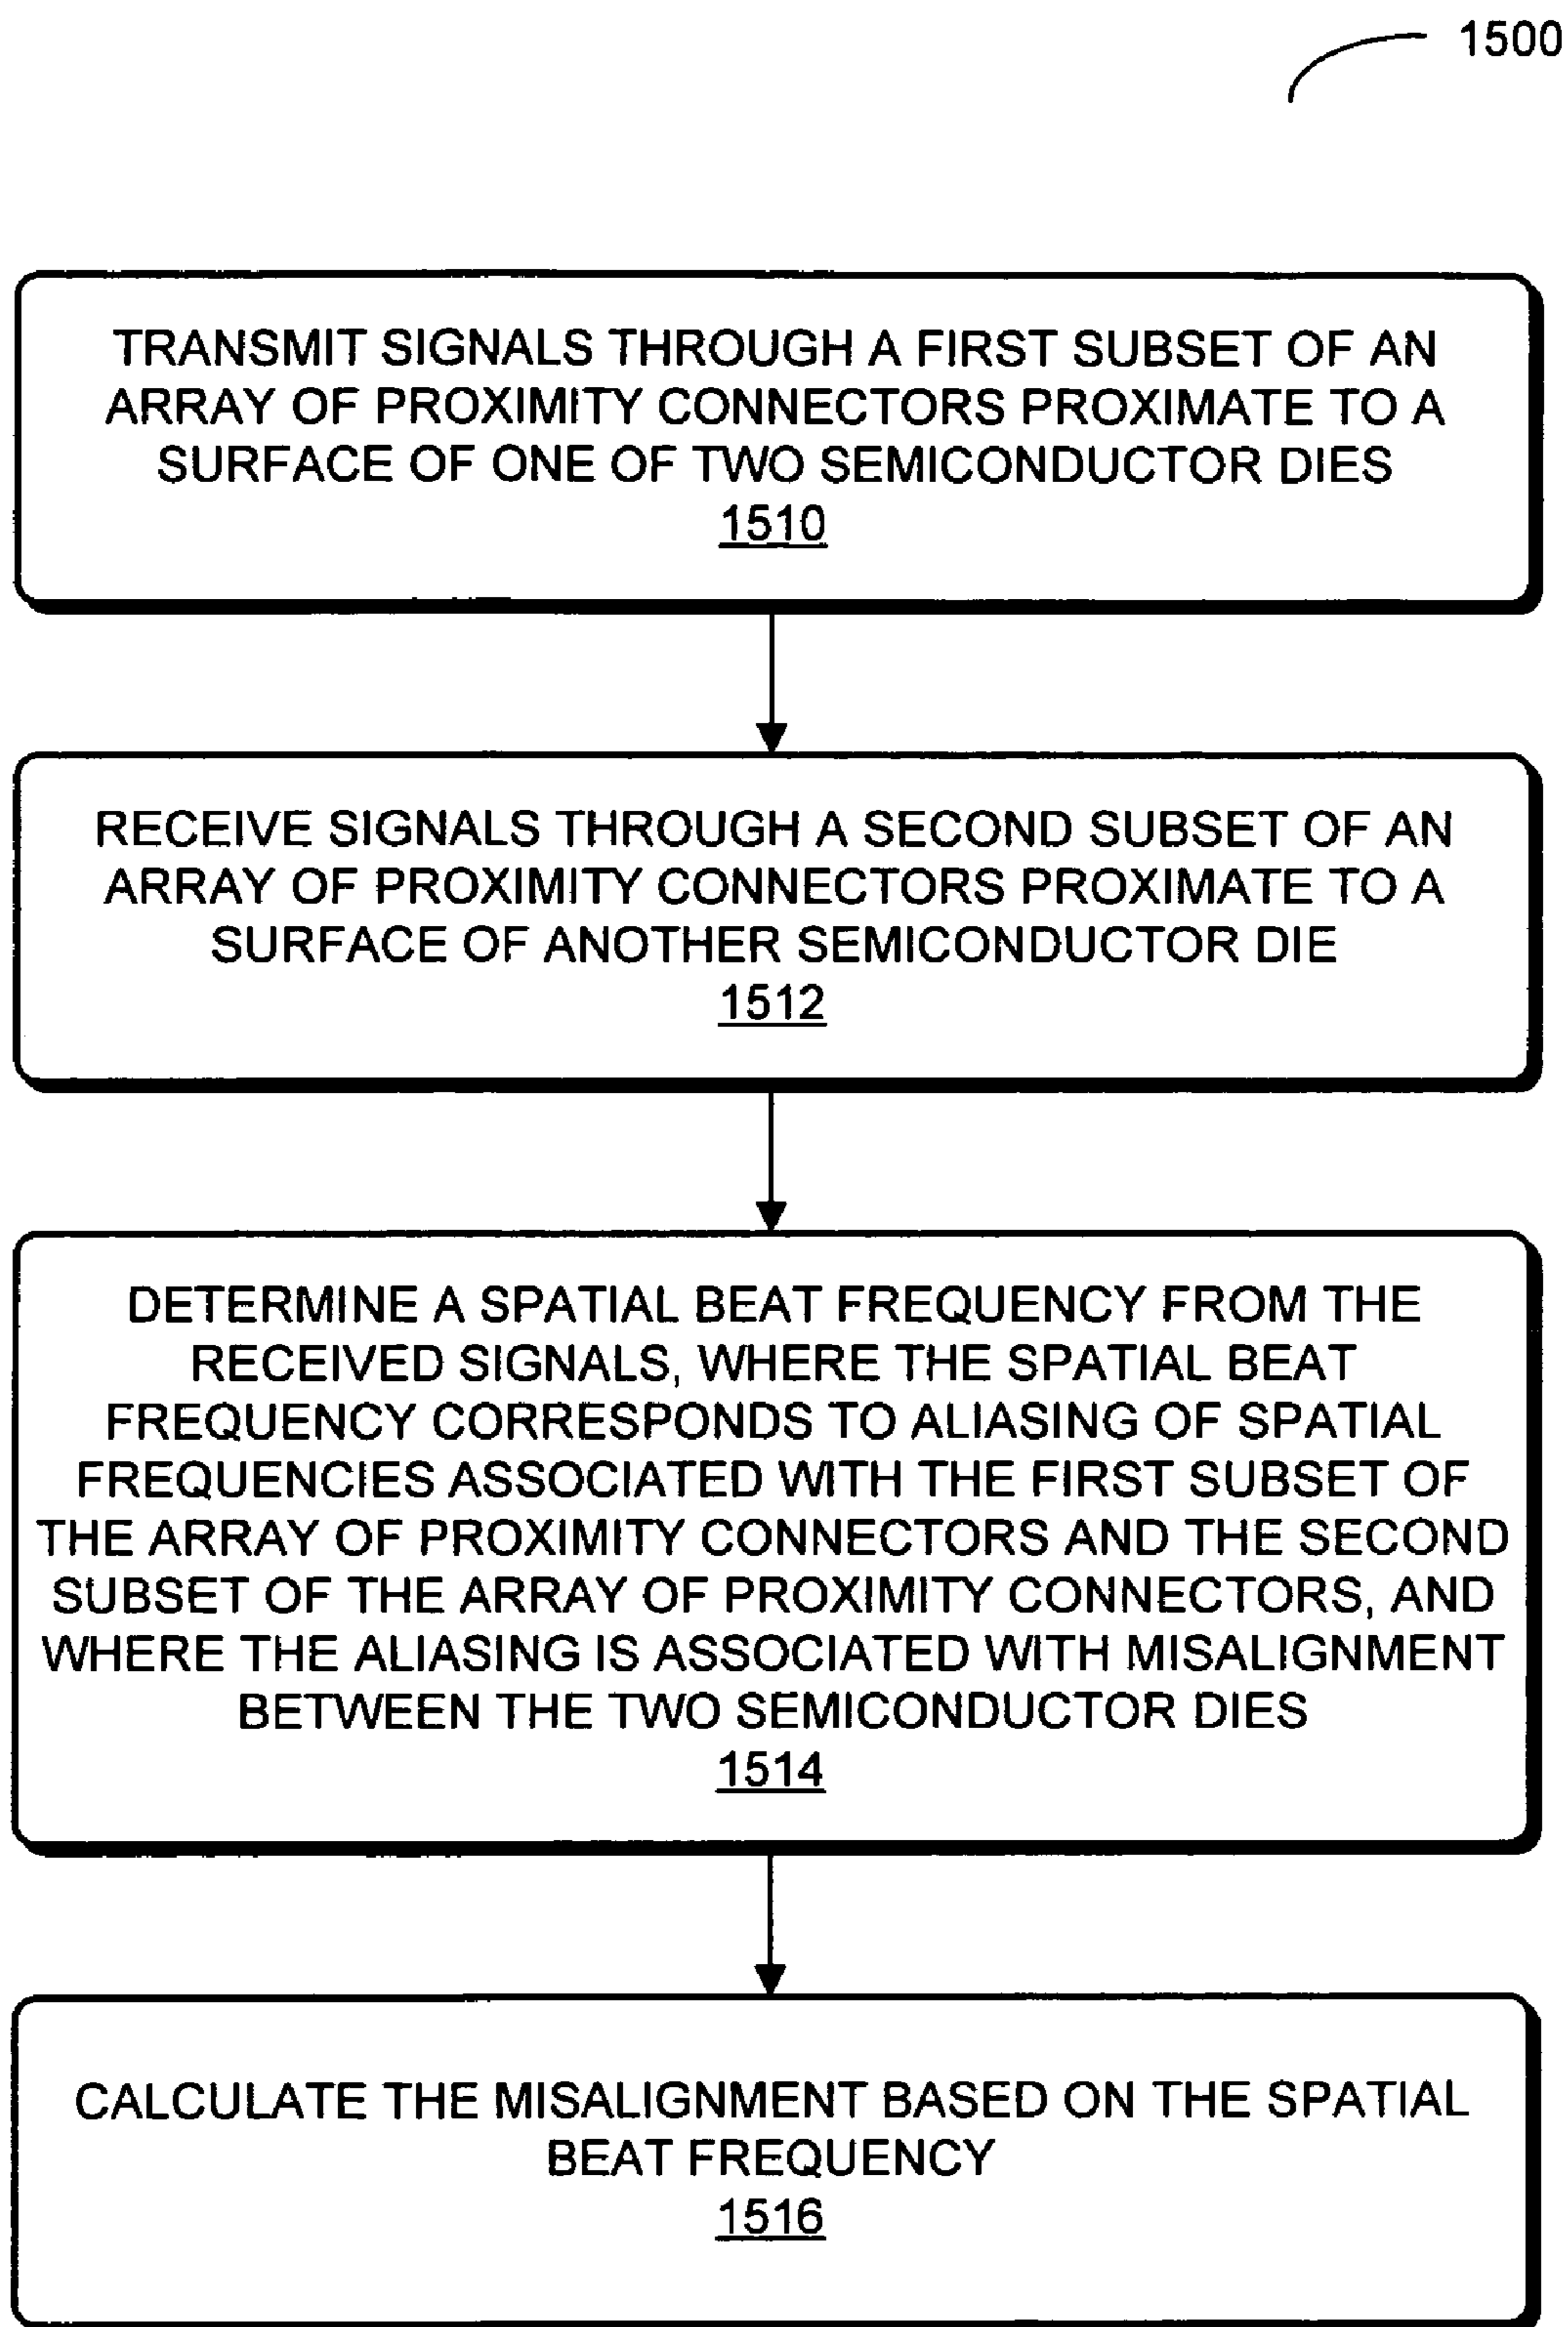 1500
TRANSMIT SIGNALS THROUGH A FIRST SUBSET OF AN
ARRAY OF PROXIMITY CONNECTORS PROXIMATE TO A
SURFACE OF ONE OF TWO SEMICONDUCTOR DIES
1510
RECEIVE SIGNALS THROUGH A SECOND SUBSET OF AN
ARRAY OF PROXIMITY CONNECTORS PROXIMATE TO A
SURFACE OF ANOTHER SEMICONDUCTOR DIE
1512
DETERMINE A SPATIAL BEAT FREQUENCY FROM THE
RECEIVED SIGNALS, WHERE THE SPATIAL BEAT
FREQUENCY CORRESPONDS TO ALIASING OF SPATIAL
FREQUENCIES ASSOCIATED WITH THE FIRST SUBSET OF
THE ARRAY OF PROXIMITY CONNECTORS AND THE SECOND
SUBSET OF THE ARRAY OF PROXIMITY CONNECTORS, AND
WHERE THE ALIASING IS ASSOCIATED WITH MISALIGNMENT
BETWEEN THE TWO SEMICONDUCTOR DIES
1514
CALCULATE THE MISALIGNMENT BASED ON THE SPATIAL
BEAT FREQUENCY
1516